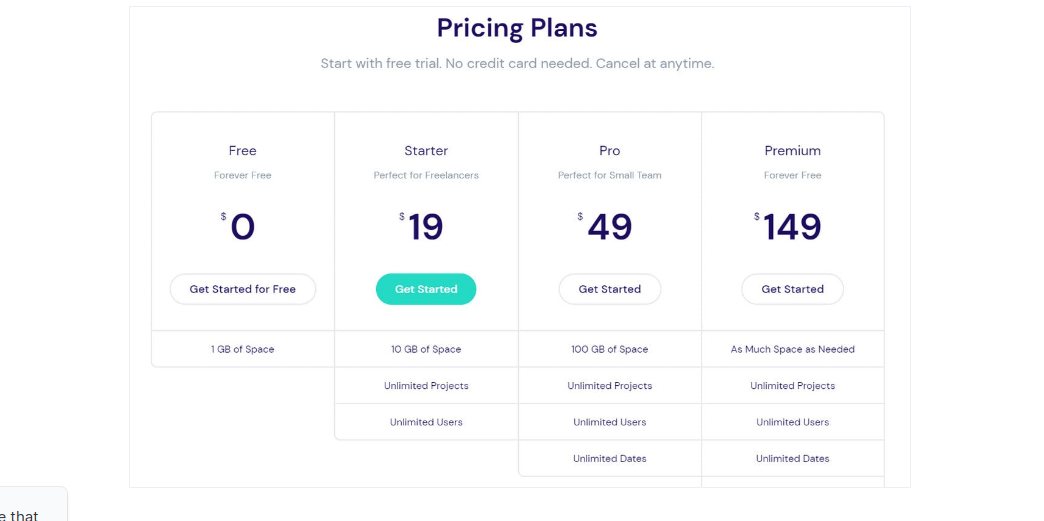 Pricing Plans
Start with free trial. No credit card needed. Cancel at anytime.
Free
Forever Free
$0
Get Started for Free
1 GB of Space
Starter
Perfect for Freelancers
$19
Get Started
10 GB of Space
Unlimited Projects
Unlimited Users
Pro
Perfect for Small Team
$49
Get Started
100 GB of Space
Unlimited Projects
Unlimited Users
Unlimited Dates
Premium
Forever Free
$149
Get Started
As Much Space as Needed
Unlimited Projects
Unlimited Users
Unlimited Dates
e that